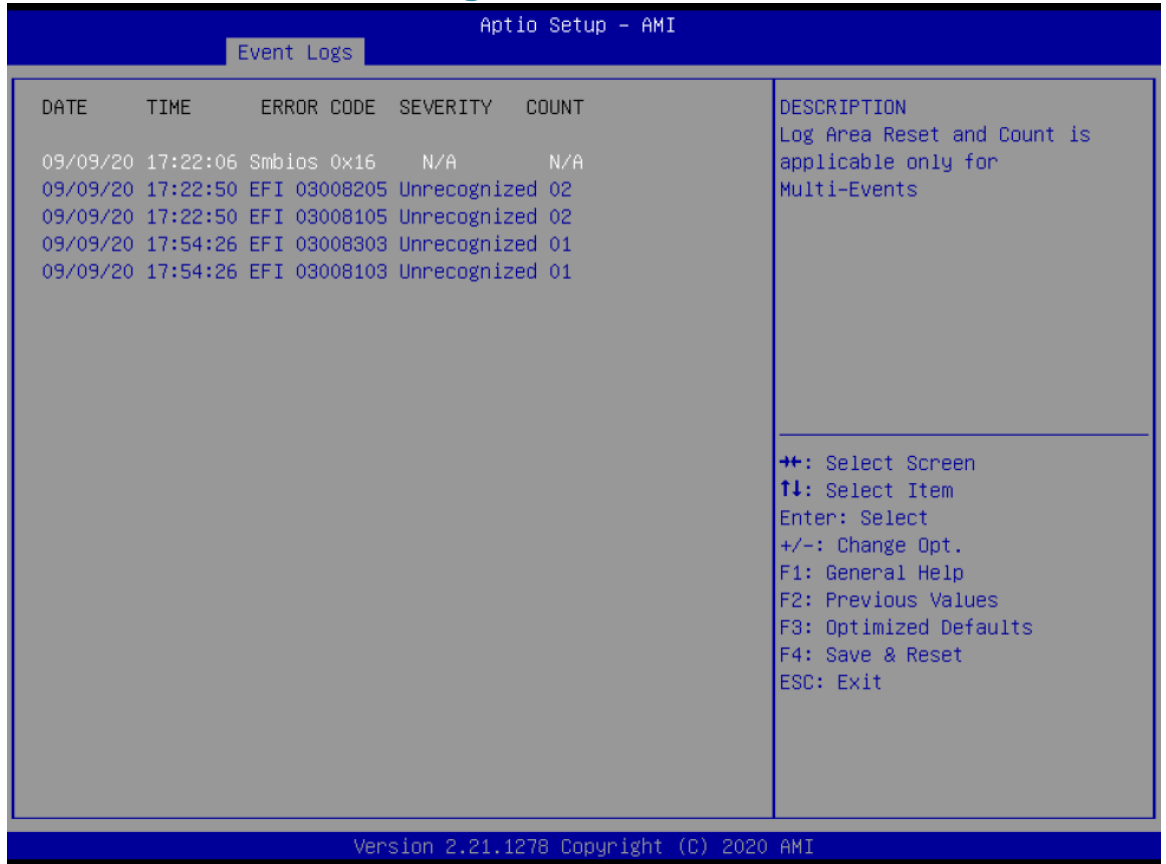 Aptio Setup – AMI
Event Logs
DATE TIME ERROR CODE SEVERITY COUNT
09/09/20 17:22:06 Smbios 0x16 N/A N/A
09/09/20 17:22:50 EFI 03008205 Unrecognized 02
09/09/20 17:22:50 EFI 03008105 Unrecognized 02
09/09/20 17:54:26 EFI 03008303 Unrecognized 01
09/09/20 17:54:26 EFI 03008103 Unrecognized 01
DESCRIPTION
Log Area Reset and Count is
applicable only for
Multi-Events
→←: Select Screen
↑↓: Select Item
Enter: Select
+/-: Change Opt.
F1: General Help
F2: Previous Values
F3: Optimized Defaults
F4: Save & Reset
ESC: Exit
Version 2.21.1278 Copyright (C) 2020 AMI